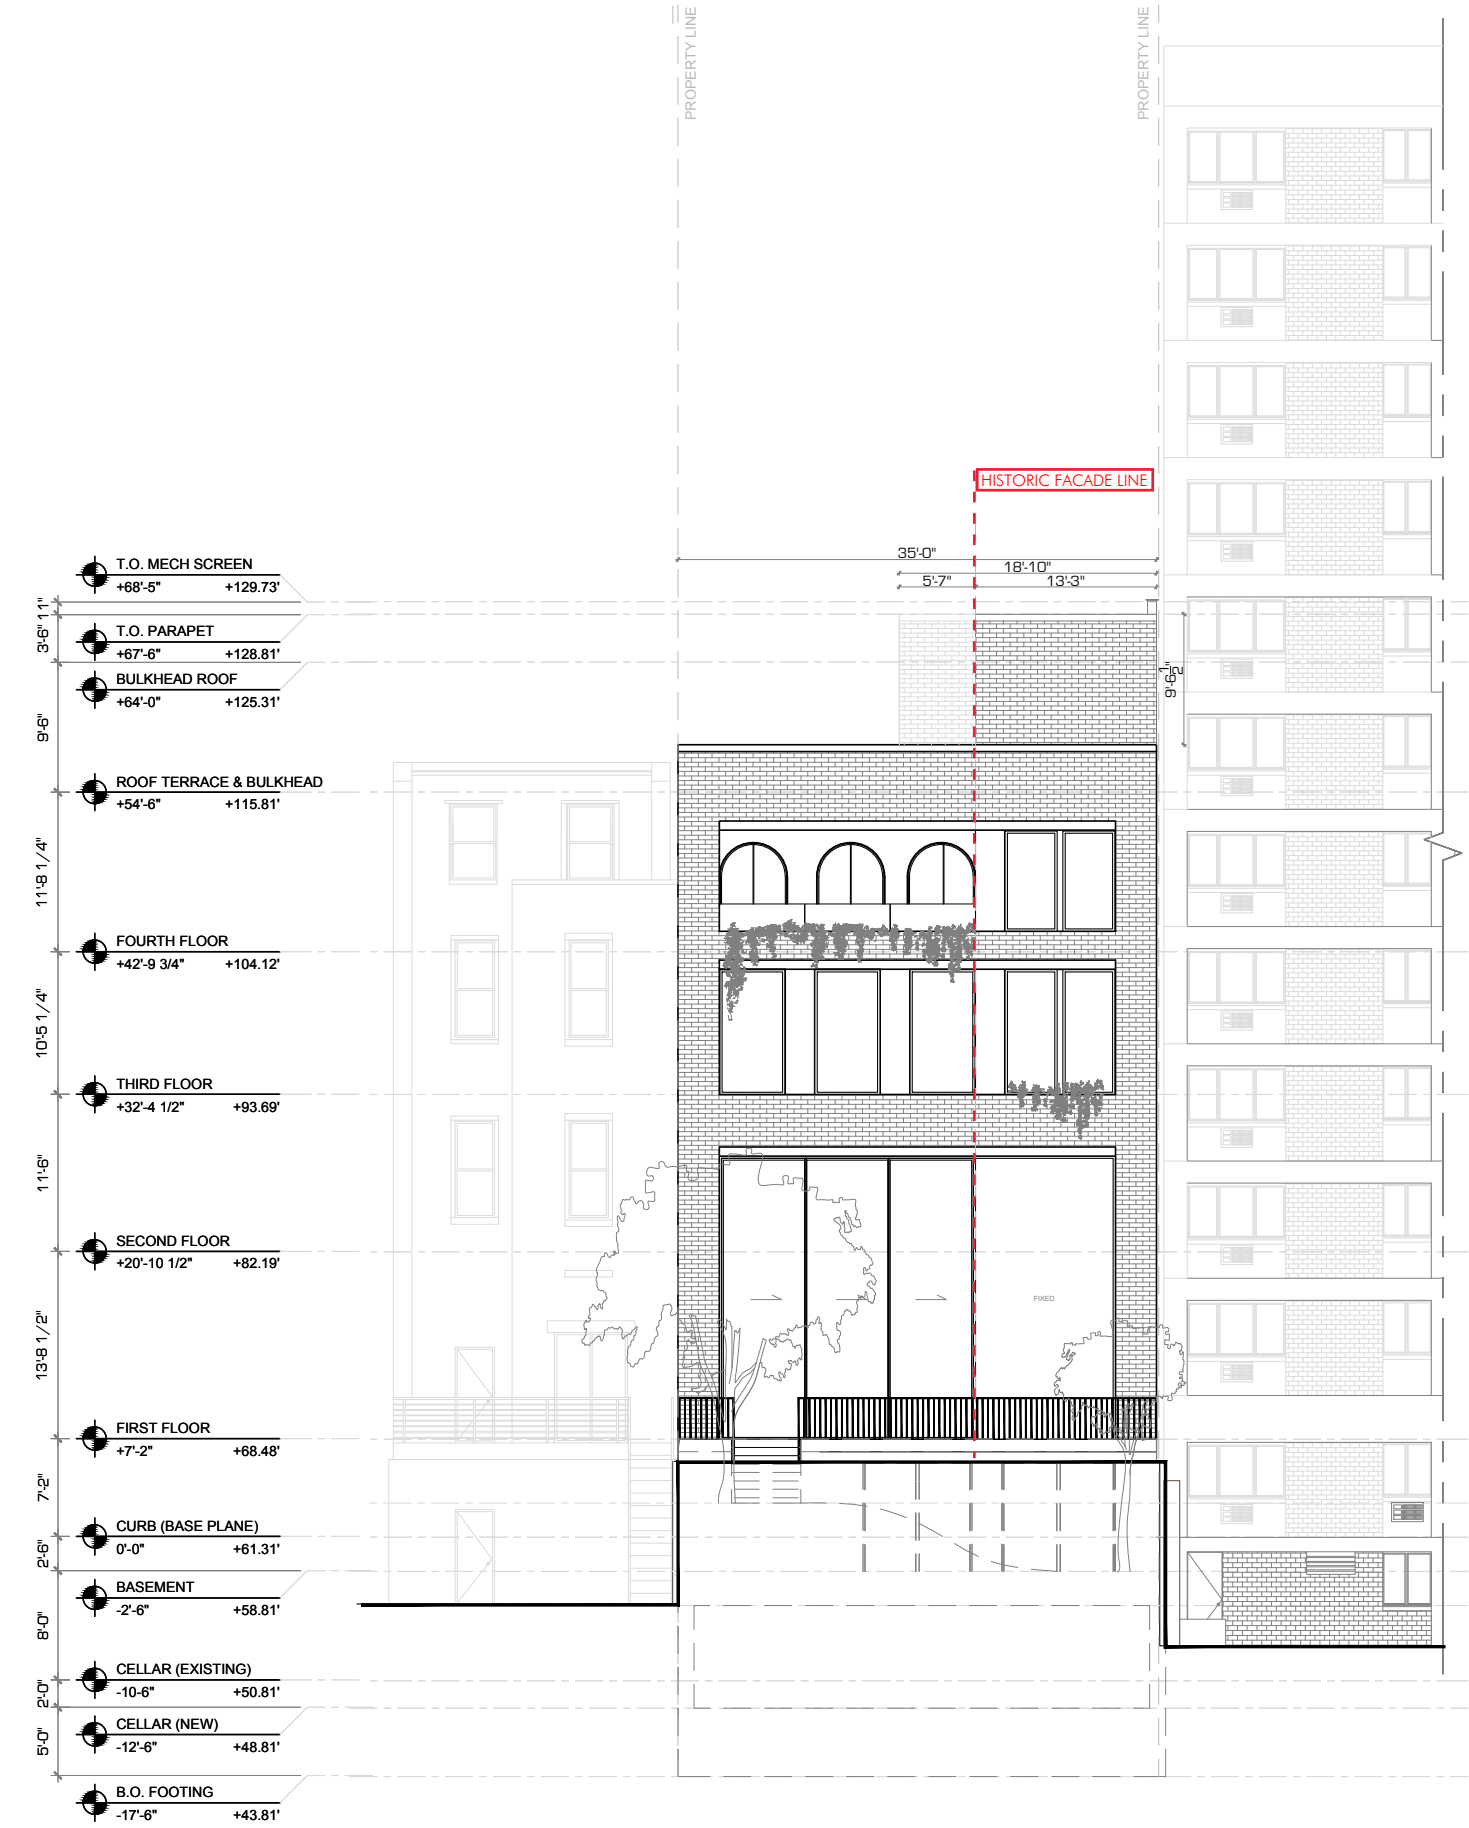 PROPERTY LINE
PROPERTY LINE
HISTORIC FACADE LINE
35'-0"
18'-10"
5'-7"
13'-3"
9'-6 1/2"
T.O. MECH SCREEN
+68'-5" +129.73'
11"
T.O. PARAPET
+67'-6" +128.81'
3'-6"
BULKHEAD ROOF
+64'-0" +125.31'
9'-6"
ROOF TERRACE & BULKHEAD
+54'-6" +115.81'
11'-8 1/4"
FOURTH FLOOR
+42'-9 3/4" +104.12'
10'-5 1/4"
THIRD FLOOR
+32'-4 1/2" +93.69'
11'-6"
SECOND FLOOR
+20'-10 1/2" +82.19'
FIXED
13'-8 1/2"
FIRST FLOOR
+7'-2" +68.48'
7'-2"
CURB (BASE PLANE)
0'-0" +61.31'
2'-6"
BASEMENT
-2'-6" +58.81'
8'-0"
CELLAR (EXISTING)
-10-6" +50.81'
2'-0"
CELLAR (NEW)
-12'-6" +48.81'
5'-0"
B.O. FOOTING
-17'-6" +43.81'